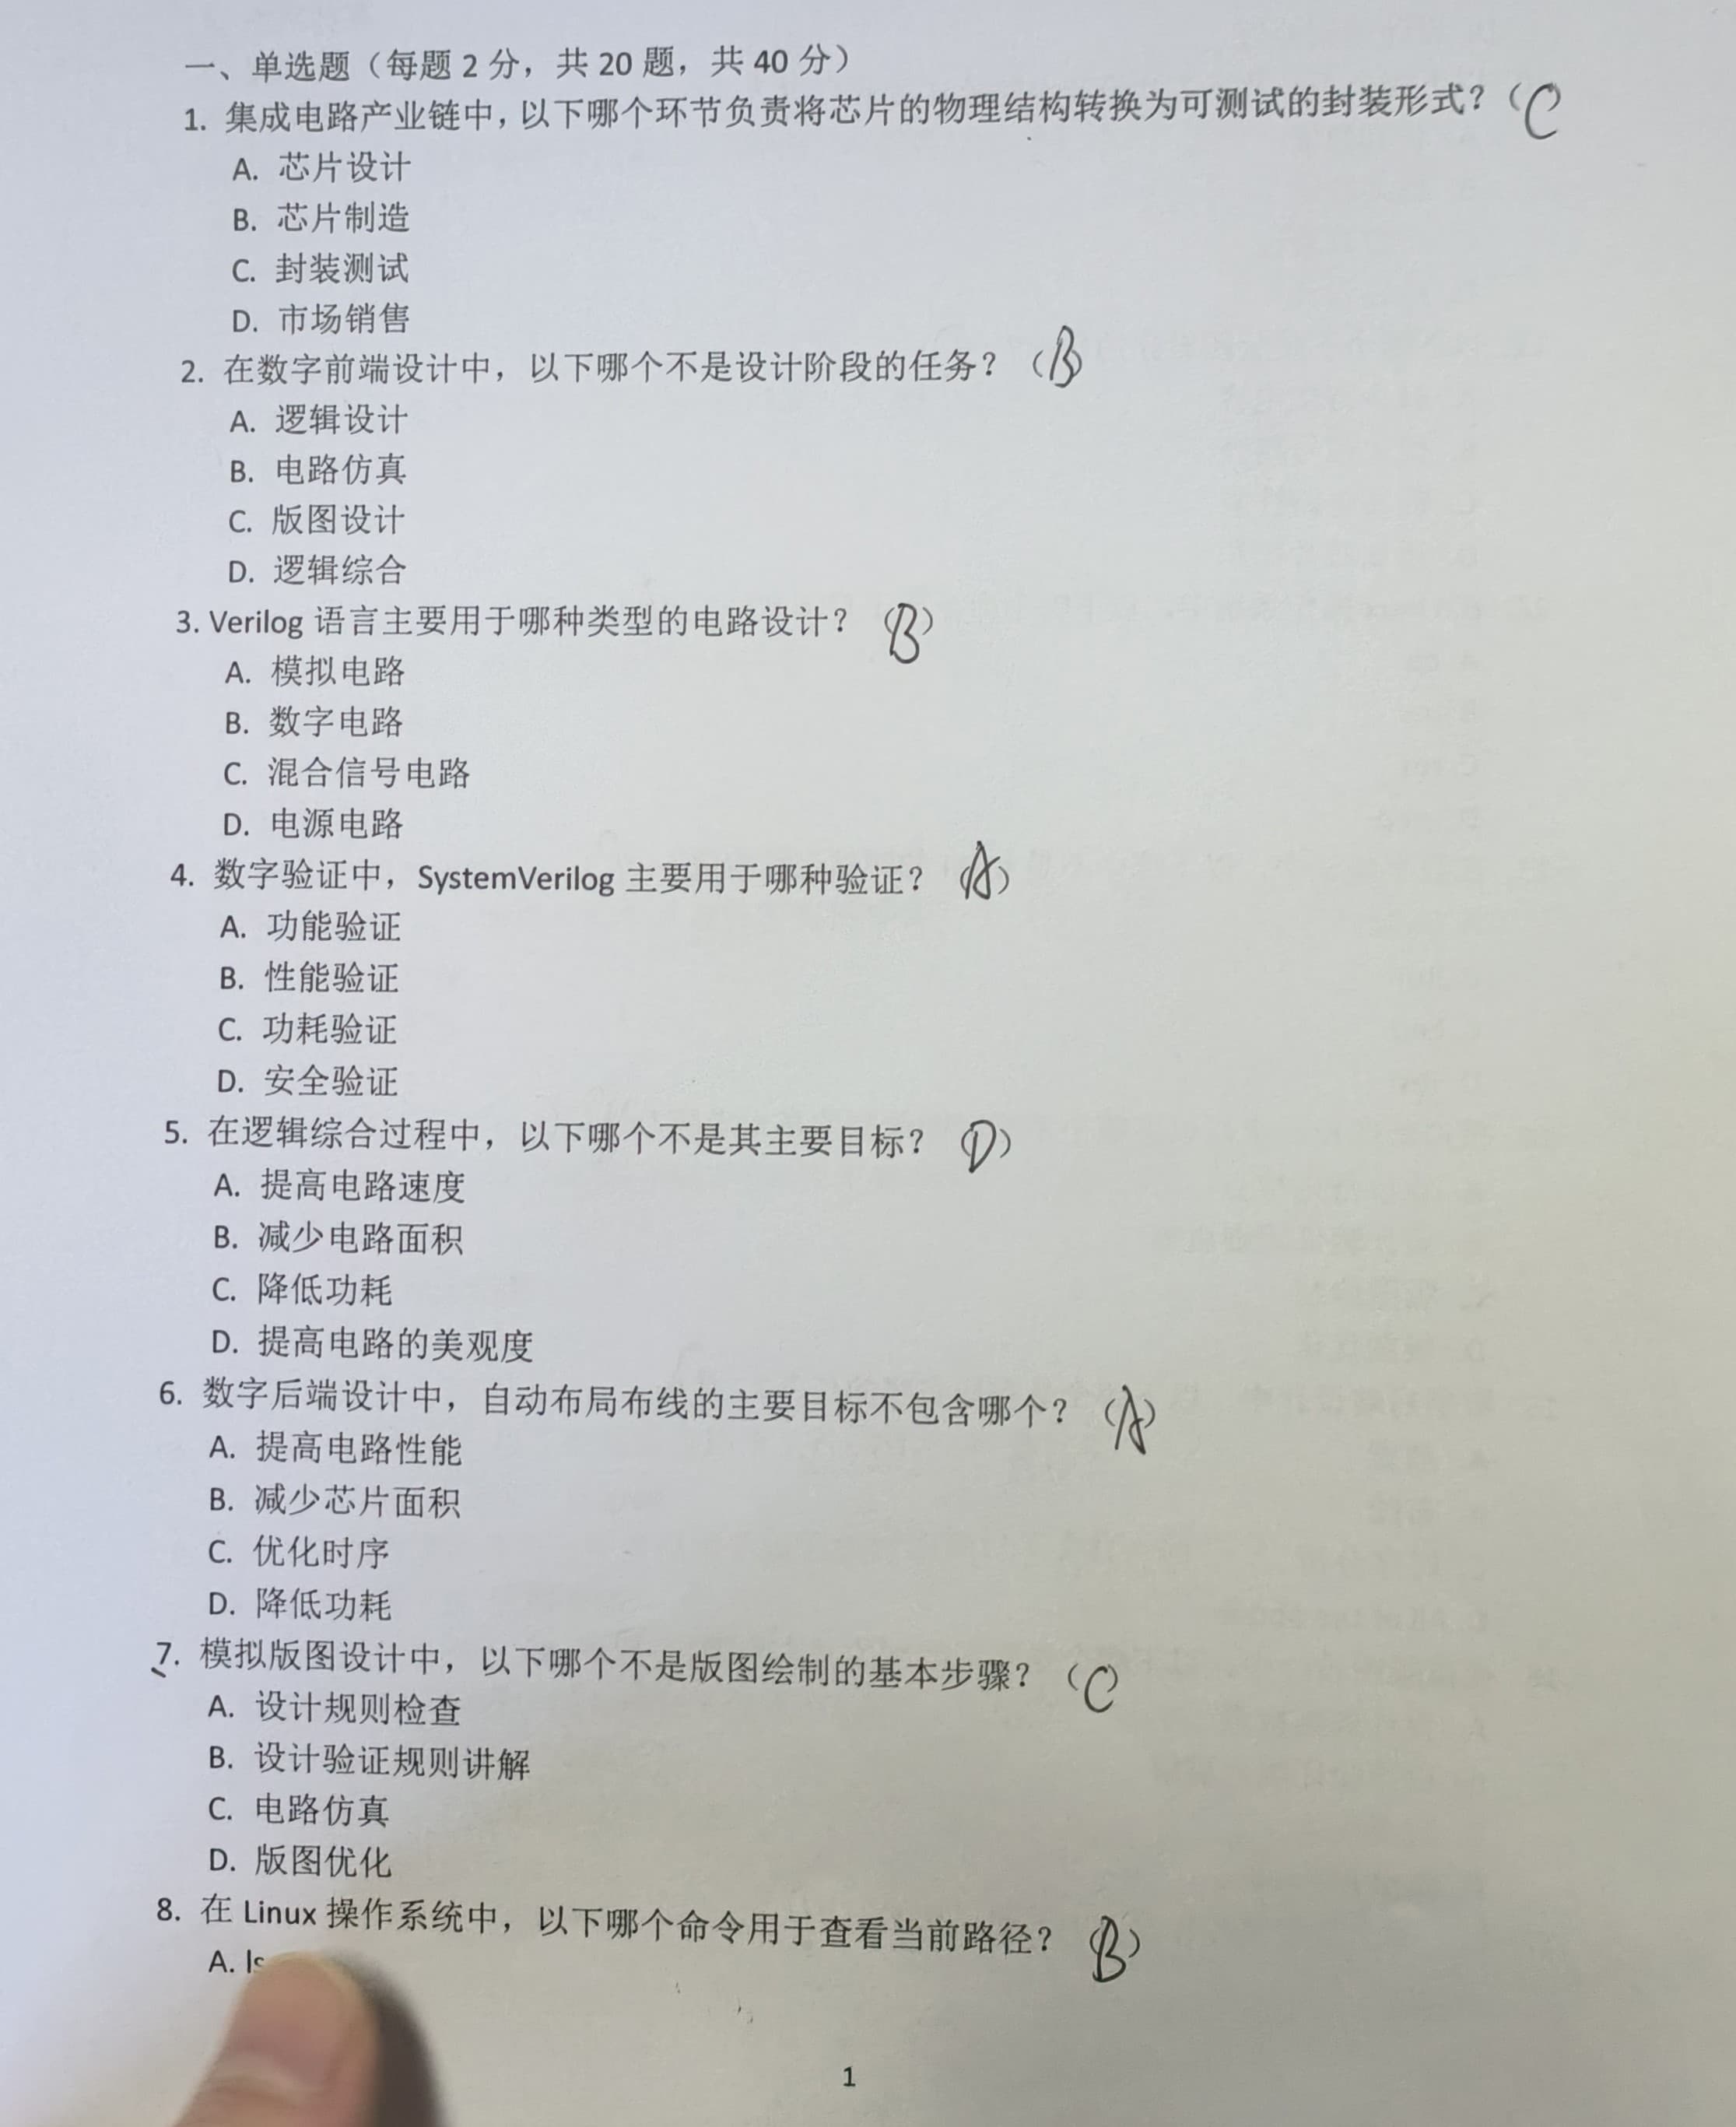 一、单选题（每题 2 分，共 20 题，共 40 分）
1. 集成电路产业链中，以下哪个环节负责将芯片的物理结构转换为可测试的封装形式？（C
A. 芯片设计
B. 芯片制造
C. 封装测试
D. 市场销售
2. 在数字前端设计中，以下哪个不是设计阶段的任务？（B）
A. 逻辑设计
B. 电路仿真
C. 版图设计
D. 逻辑综合
3. Verilog 语言主要用于哪种类型的电路设计？（B）
A. 模拟电路
B. 数字电路
C. 混合信号电路
D. 电源电路
4. 数字验证中，SystemVerilog 主要用于哪种验证？（A）
A. 功能验证
B. 性能验证
C. 功耗验证
D. 安全验证
5. 在逻辑综合过程中，以下哪个不是其主要目标？（D）
A. 提高电路速度
B. 减少电路面积
C. 降低功耗
D. 提高电路的美观度
6. 数字后端设计中，自动布局布线的主要目标不包含哪个？（A）
A. 提高电路性能
B. 减少芯片面积
C. 优化时序
D. 降低功耗
7. 模拟版图设计中，以下哪个不是版图绘制的基本步骤？（C）
A. 设计规则检查
B. 设计验证规则讲解
C. 电路仿真
D. 版图优化
8. 在 Linux 操作系统中，以下哪个命令用于查看当前路径？（B）
A. ls
1